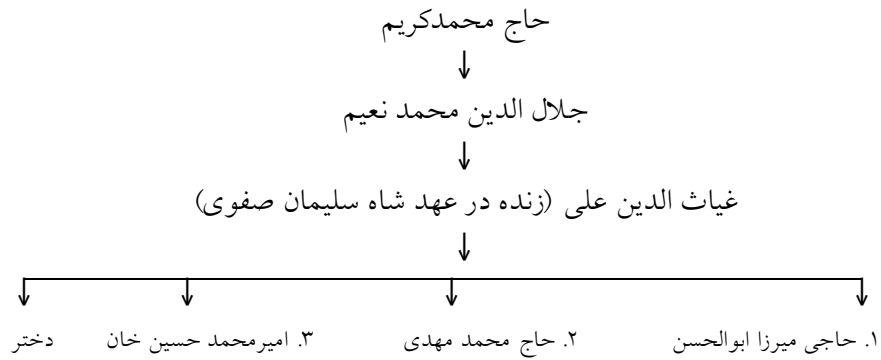 حاج محمدکریم
جلال الدین محمد نعیم
غیاث الدین علی (زنده در عهد شاه سلیمان صفوی)
۱. حاجی میرزا ابوالحسن ۲. حاج محمد مهدی ۳. امیرمحمد حسین خان دختر